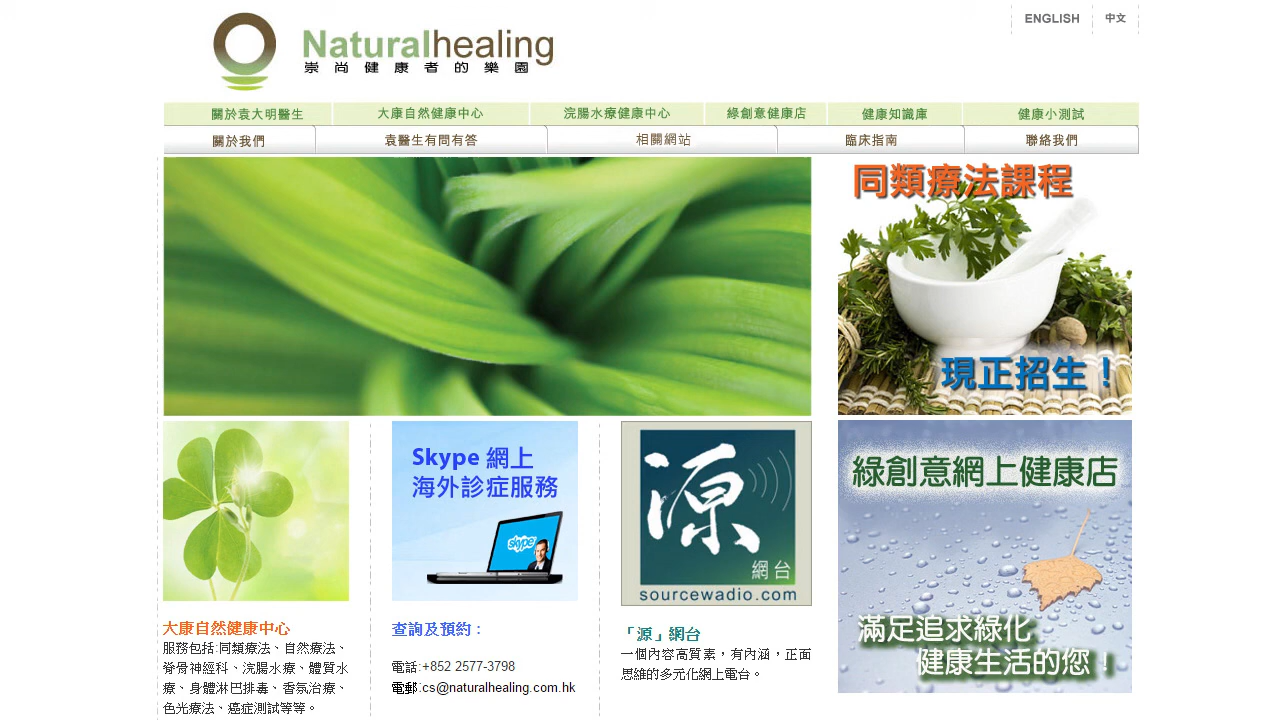 ENGLISH 中文
Naturalhealing
崇尚健康者的樂園
關於袁大明醫生 大康自然健康中心 浣腸水療健康中心 綠創意健康店 健康知識庫 健康小測試
關於我們 袁醫生有問有答 相關網站 臨床指南 聯絡我們
同類療法課程
現正招生！
Skype 網上
海外診症服務
skype
源
網台
sourcewadio.com
綠創意網上健康店
滿足追求綠化
健康生活的您！
大康自然健康中心
服務包括:同類療法、自然療法、
脊骨神經科、浣腸水療、體質水
療、身體淋巴排毒、香氛治療、
色光療法、癌症測試等等。
查詢及預約：
電話:+852 2577-3798
電郵:cs@naturalhealing.com.hk
「源」網台
一個內容高質素，有內涵，正面
思維的多元化網上電台。